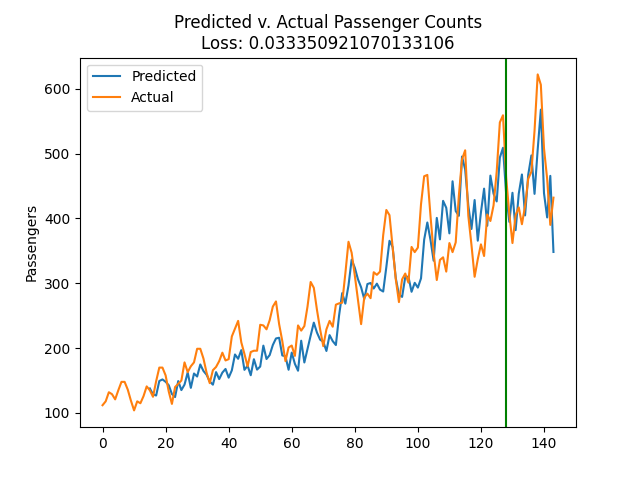 Predicted v. Actual Passenger Counts
Loss: 0.033350921070133106
Predicted
Actual
Passengers
600
500
400
300
200
100
0 20 40 60 80 100 120 140